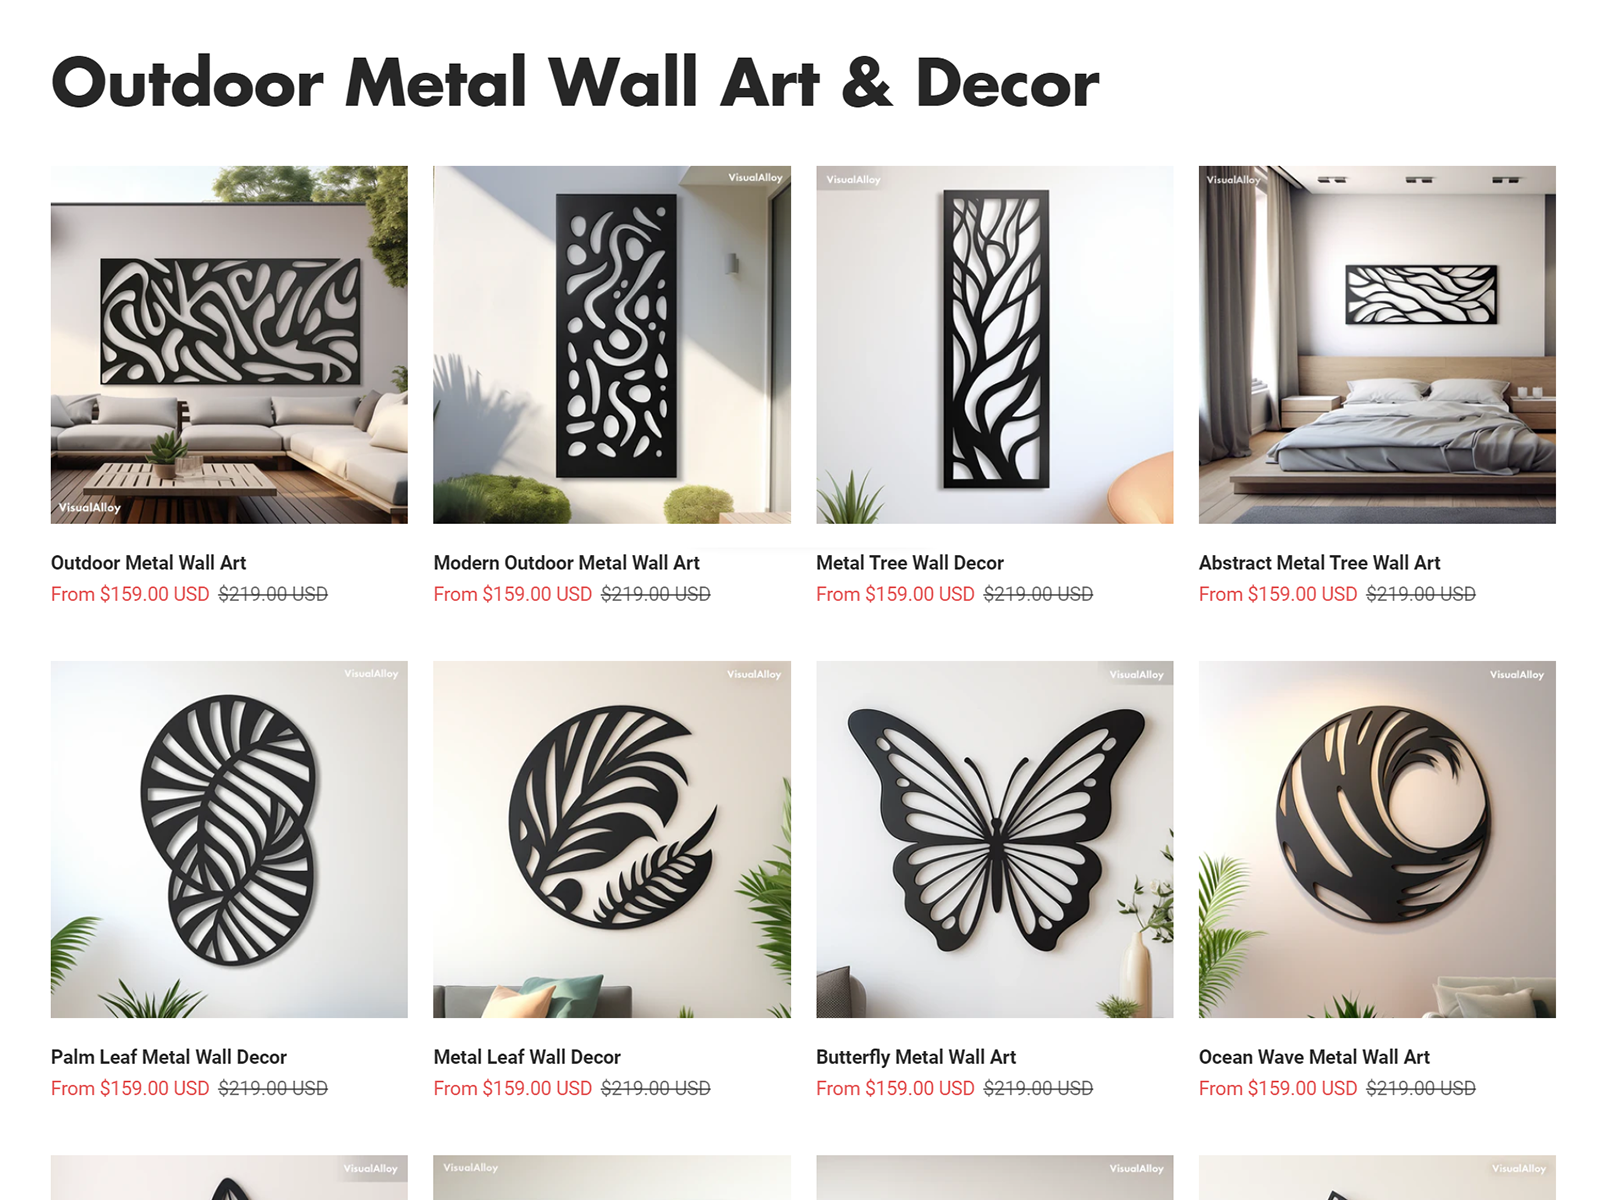 Outdoor Metal Wall Art & Decor
VisualAlloy
VisualAlloy
VisualAlloy
VisualAlloy
Outdoor Metal Wall Art
From $159.00 USD $219.00 USD
Modern Outdoor Metal Wall Art
From $159.00 USD $219.00 USD
Metal Tree Wall Decor
From $159.00 USD $219.00 USD
Abstract Metal Tree Wall Art
From $159.00 USD $219.00 USD
VisualAlloy
VisualAlloy
VisualAlloy
VisualAlloy
Palm Leaf Metal Wall Decor
From $159.00 USD $219.00 USD
Metal Leaf Wall Decor
From $159.00 USD $219.00 USD
Butterfly Metal Wall Art
From $159.00 USD $219.00 USD
Ocean Wave Metal Wall Art
From $159.00 USD $219.00 USD
VisualAlloy
VisualAlloy
VisualAlloy
VisualAlloy